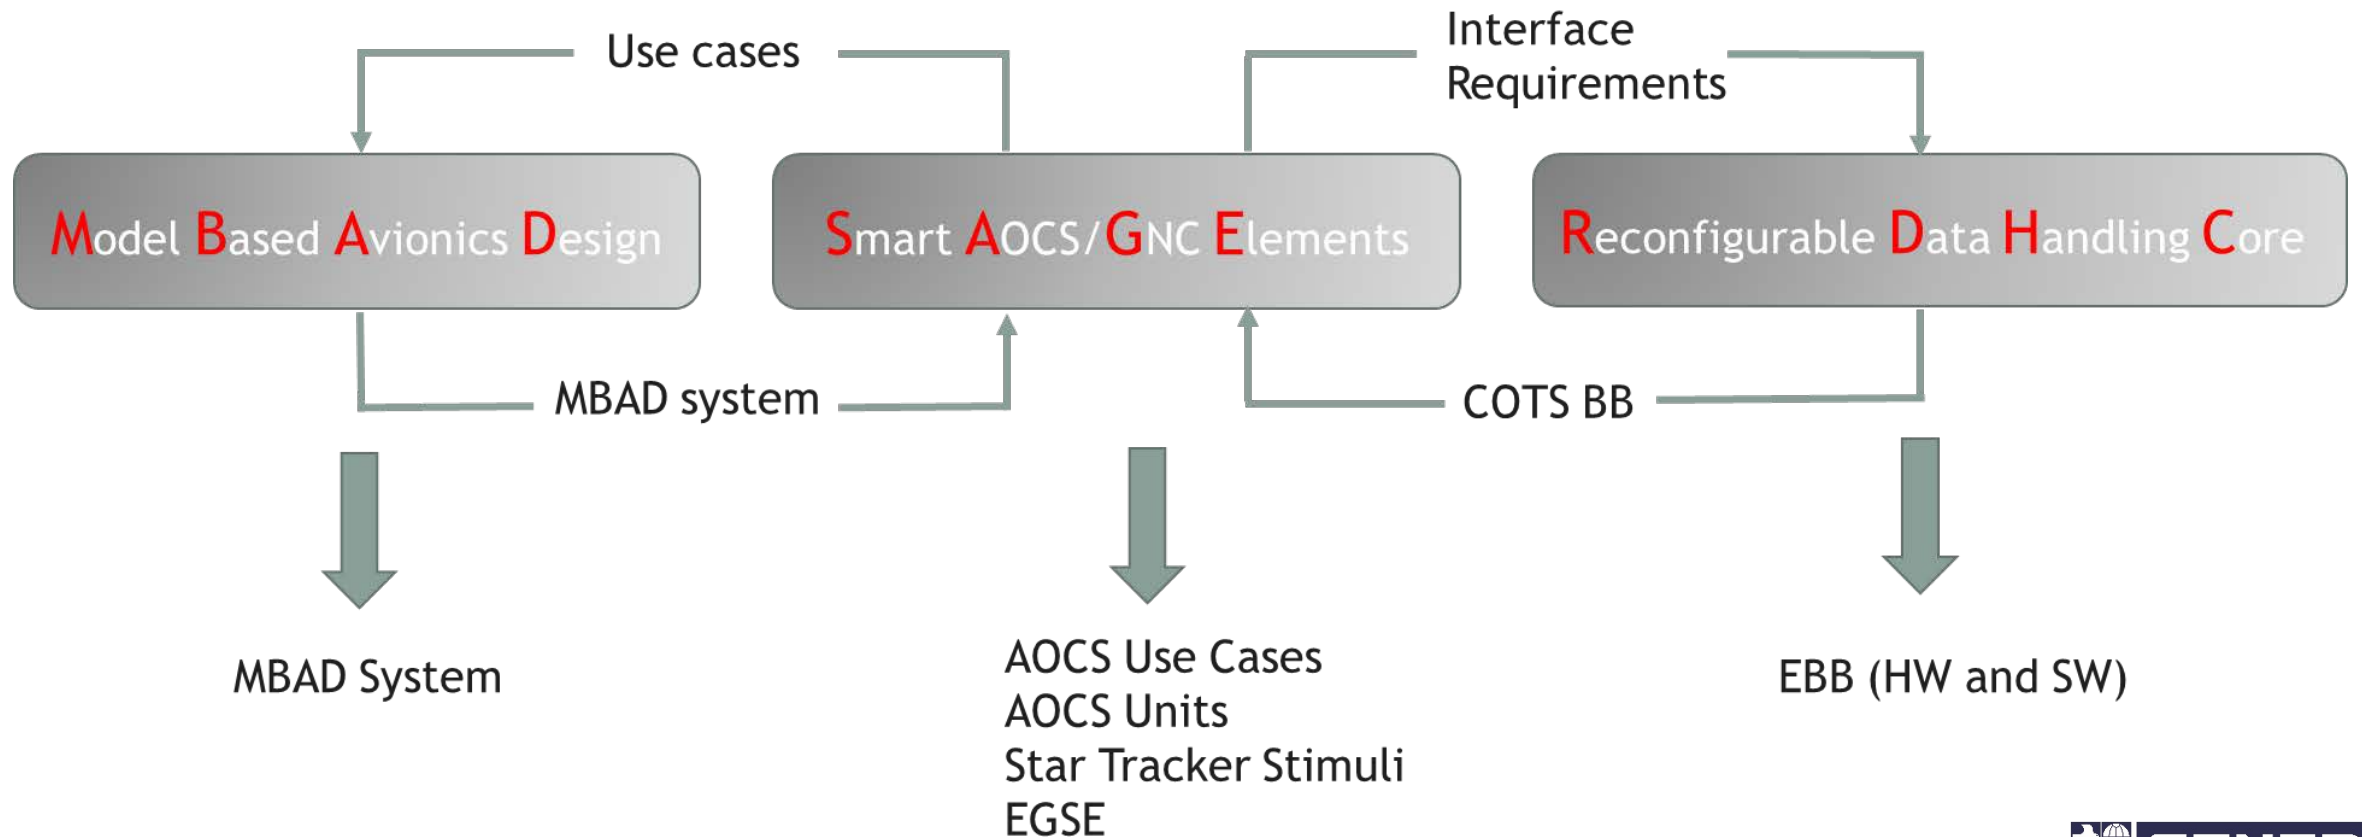 Use cases
Interface
Requirements
Model Based Avionics Design
Smart AOCS/GNC Elements
Reconfigurable Data Handling Core
MBAD system
COTS BB
MBAD System
AOCS Use Cases
AOCS Units
Star Tracker Stimuli
EGSE
EBB (HW and SW)